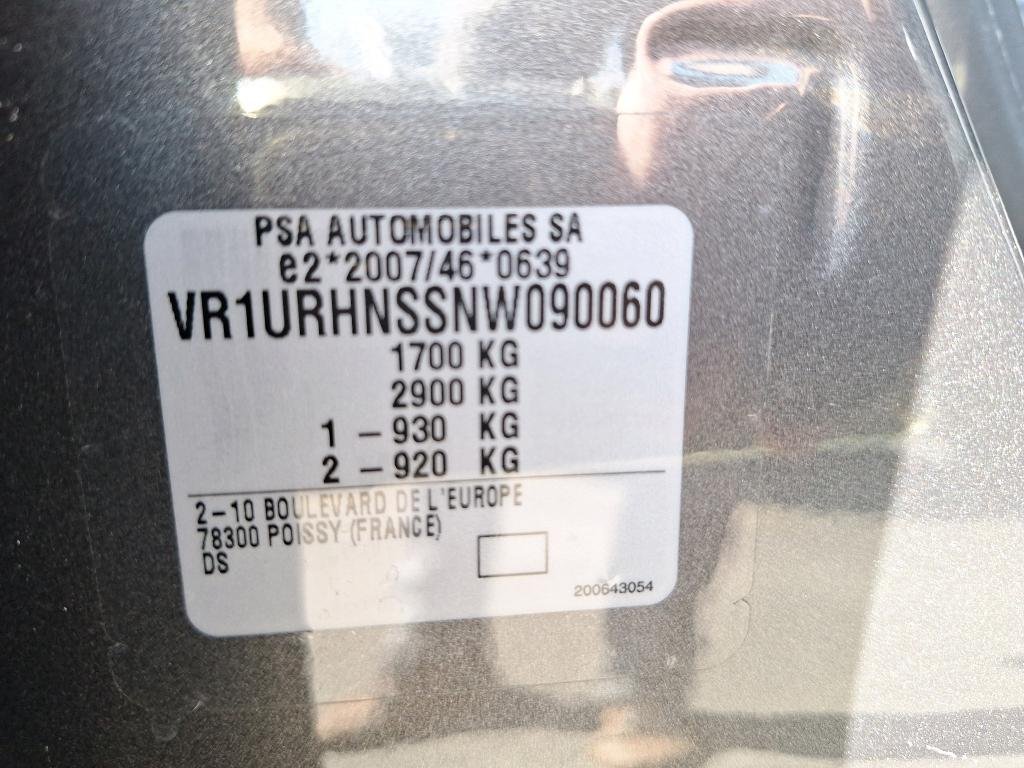 PSA AUTOMOBILES SA
e2*2007/46*0639
VR1URHNSSNW090060
1700 KG
2900 KG
1 -930 KG
2 -920 KG
2-10 BOULEVARD DE L'EUROPE
78300 POISSY (FRANCE)
DS
200643054